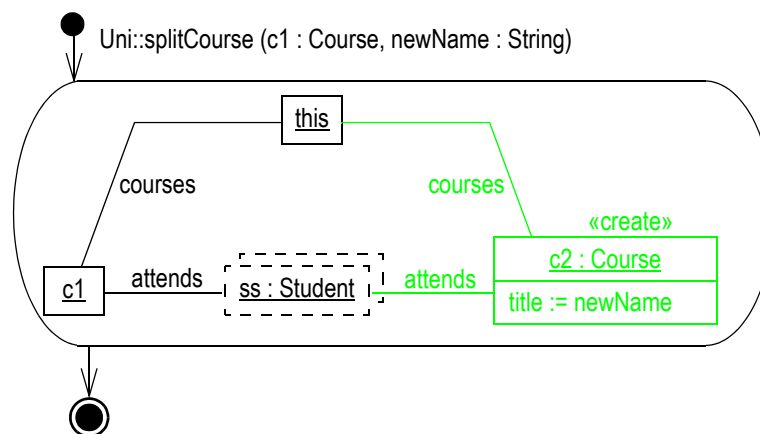 Uni::splitCourse (c1 : Course, newName : String)
this
courses
courses
«create»
c2 : Course
c1
attends
ss : Student
attends
title := newName